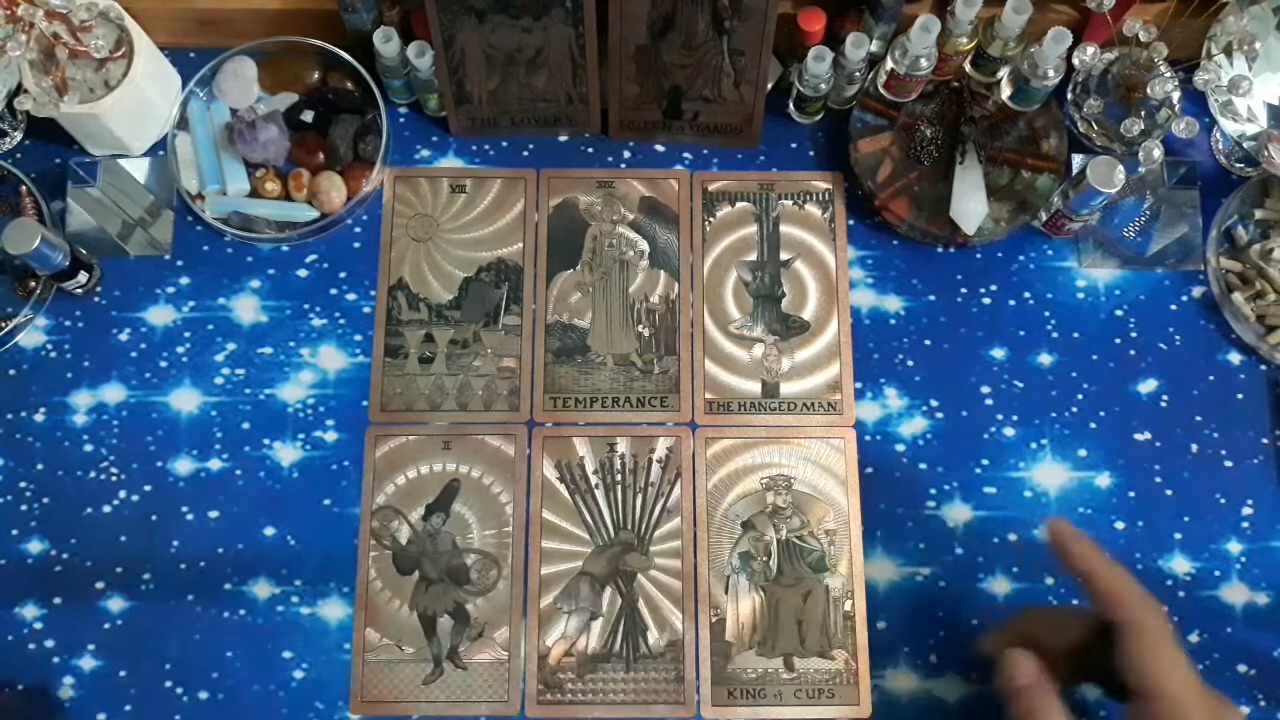 THE LOVERS.
QUEEN of WANDS
VIII
XIV
XII
TEMPERANCE.
THE HANGED MAN.
II
X
KING of CUPS.